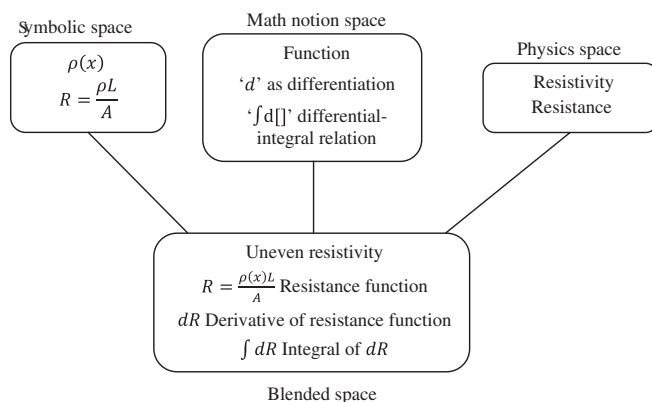 Symbolic space
ρ(x)
R = ρL/A
Math notion space
Function
‘d’ as differentiation
‘∫d[]’ differential-
integral relation
Physics space
Resistivity
Resistance
Uneven resistivity
R = ρ(x)L/A Resistance function
dR Derivative of resistance function
∫ dR Integral of dR
Blended space